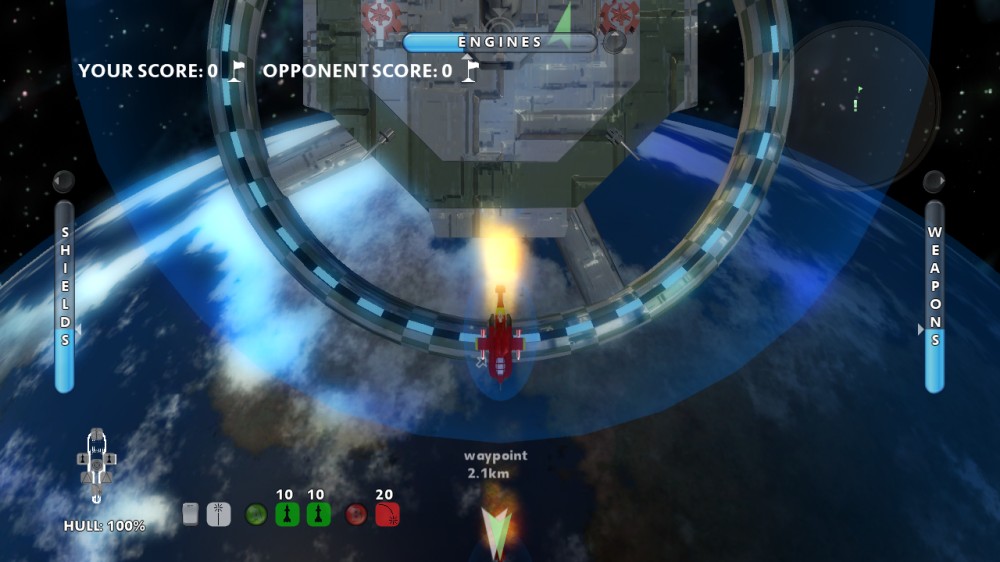 ENGINES
YOUR SCORE: 0 OPPONENT SCORE: 0
SHIELDS
WEAPONS
waypoint
2.1km
10 10 20
HULL: 100%